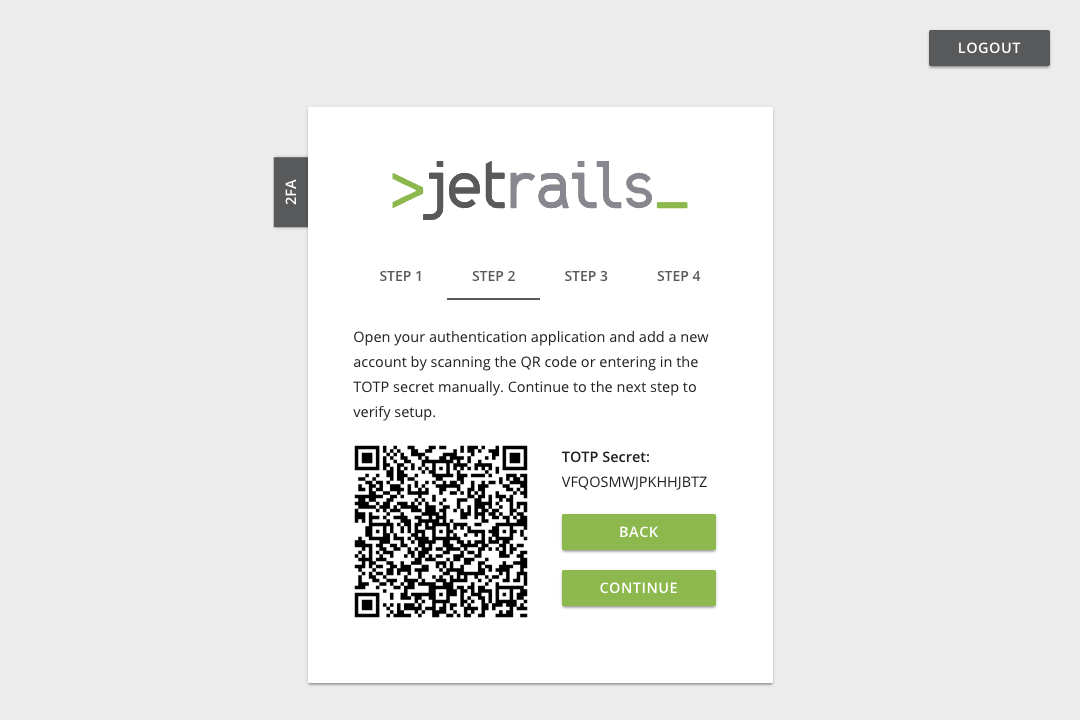 LOGOUT
2FA
>jetrails_
STEP 1 STEP 2 STEP 3 STEP 4
Open your authentication application and add a new
account by scanning the QR code or entering in the
TOTP secret manually. Continue to the next step to
verify setup.
TOTP Secret:
VFQOSMWJPKHHJBTZ
BACK
CONTINUE